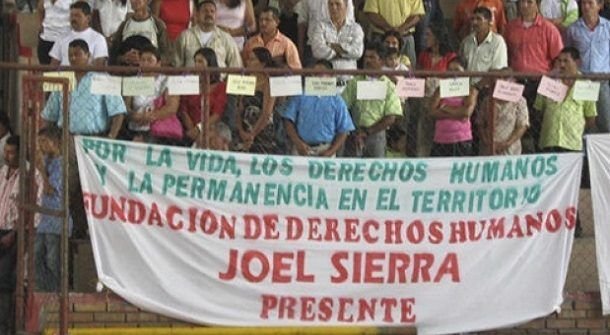 POR LA VIDA, LOS DERECHOS HUMANOS
Y LA PERMANENCIA EN EL TERRITORIO
FUNDACION DE DERECHOS HUMANOS
JOEL SIERRA
PRESENTE